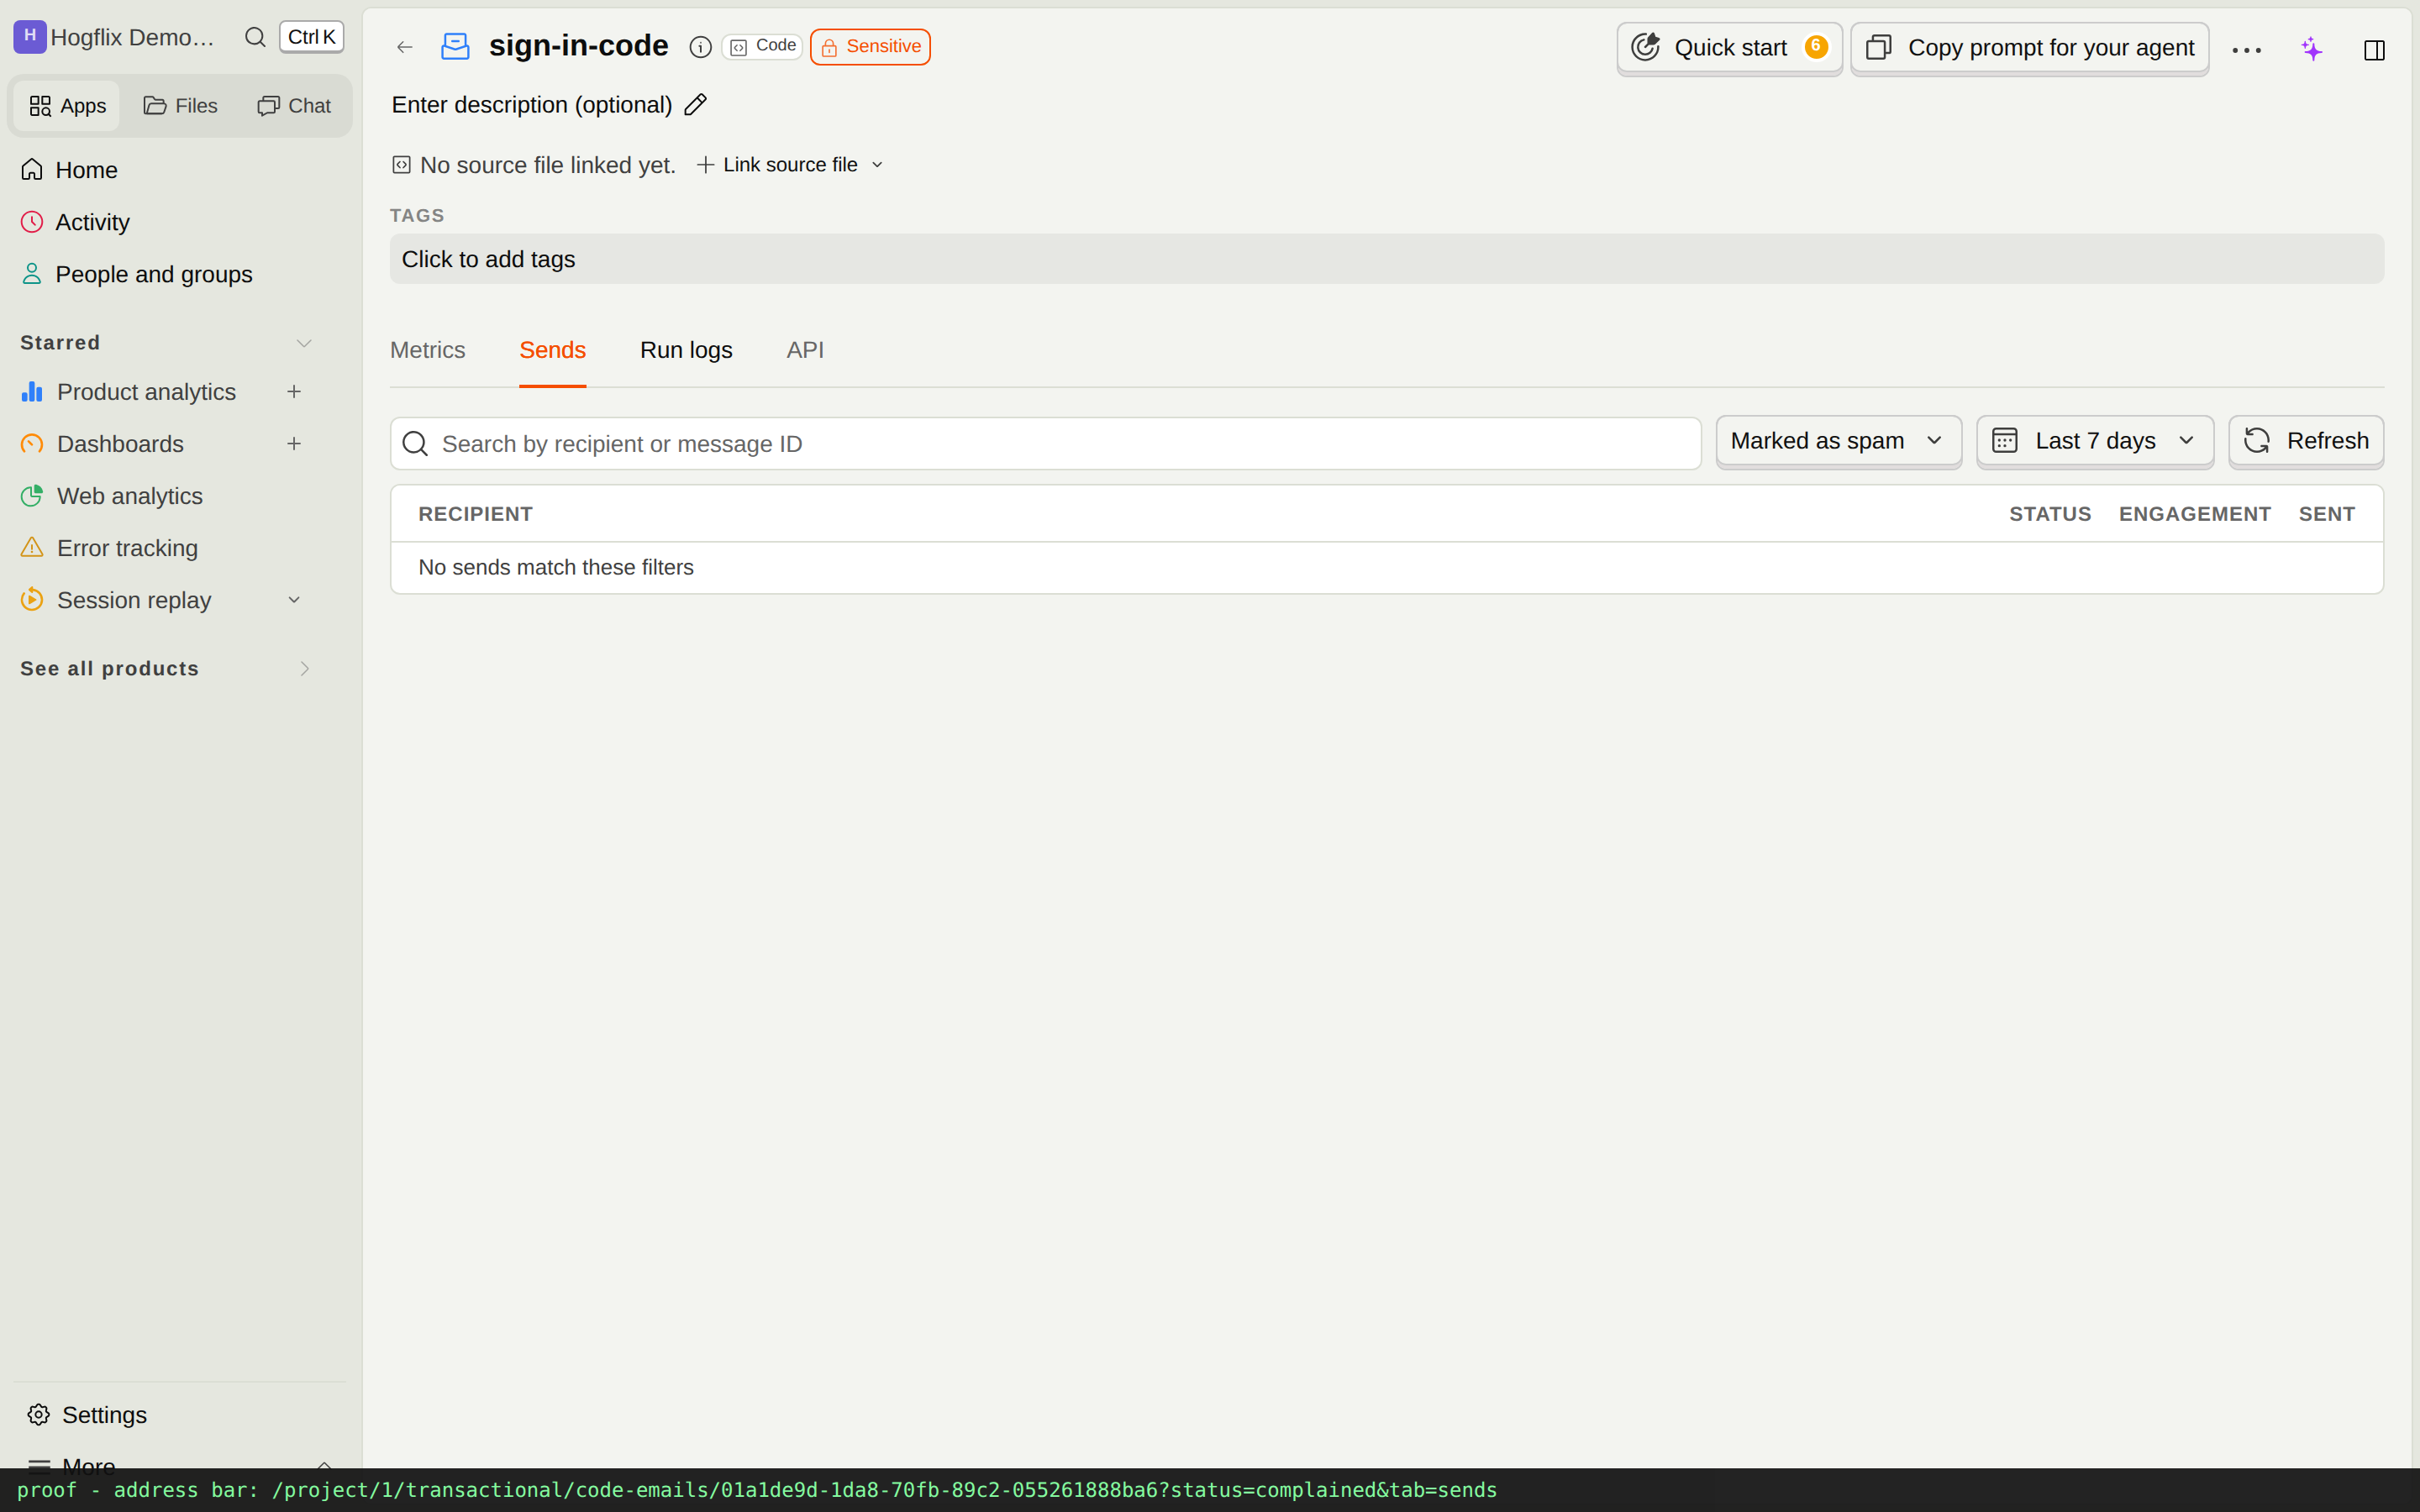 H Hogflix Demo… Ctrl K
Apps Files Chat
Home
Activity
People and groups
Starred
Product analytics
Dashboards
Web analytics
Error tracking
Session replay
See all products
Settings
More
sign-in-code Code Sensitive
Quick start 6 Copy prompt for your agent
Enter description (optional)
No source file linked yet. Link source file
TAGS
Click to add tags
Metrics Sends Run logs API
Search by recipient or message ID Marked as spam Last 7 days Refresh
RECIPIENT STATUS ENGAGEMENT SENT
No sends match these filters
proof - address bar: /project/1/transactional/code-emails/01a1de9d-1da8-70fb-89c2-055261888ba6?status=complained&tab=sends